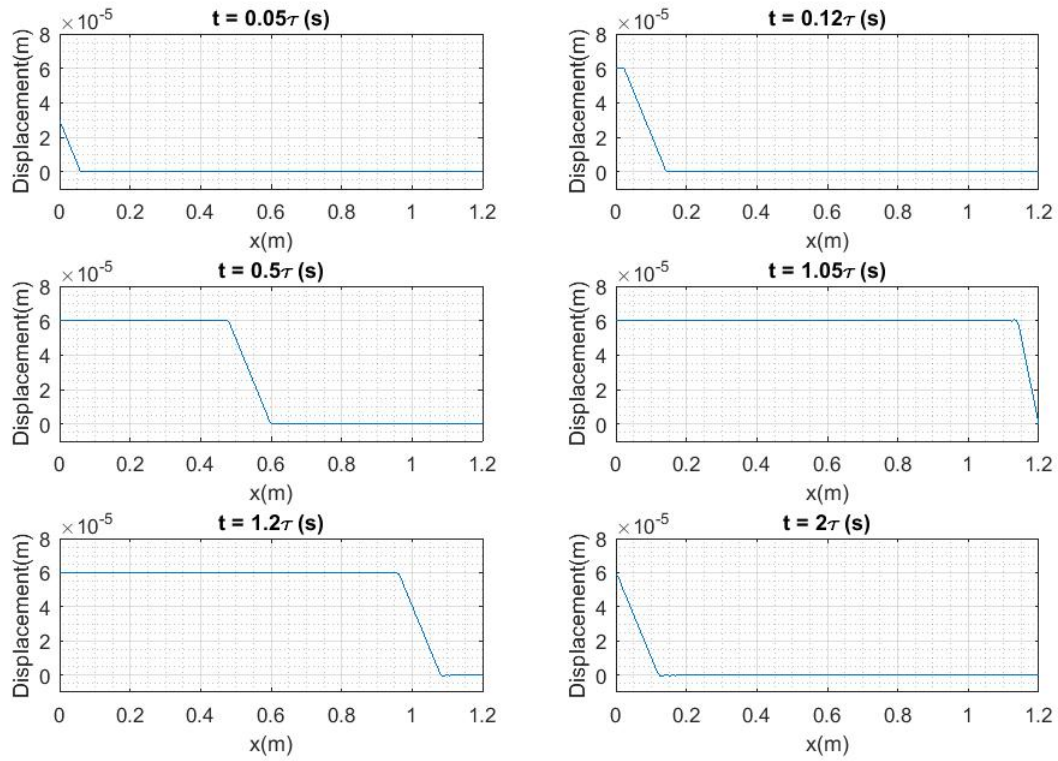 t = 0.05τ (s)
×10⁻⁵
Displacement(m)
8
6
4
2
0
0 0.2 0.4 0.6 0.8 1 1.2
x(m)
t = 0.12τ (s)
×10⁻⁵
Displacement(m)
8
6
4
2
0
0 0.2 0.4 0.6 0.8 1 1.2
x(m)
t = 0.5τ (s)
×10⁻⁵
Displacement(m)
8
6
4
2
0
0 0.2 0.4 0.6 0.8 1 1.2
x(m)
t = 1.05τ (s)
×10⁻⁵
Displacement(m)
8
6
4
2
0
0 0.2 0.4 0.6 0.8 1 1.2
x(m)
t = 1.2τ (s)
×10⁻⁵
Displacement(m)
8
6
4
2
0
0 0.2 0.4 0.6 0.8 1 1.2
x(m)
t = 2τ (s)
×10⁻⁵
Displacement(m)
8
6
4
2
0
0 0.2 0.4 0.6 0.8 1 1.2
x(m)